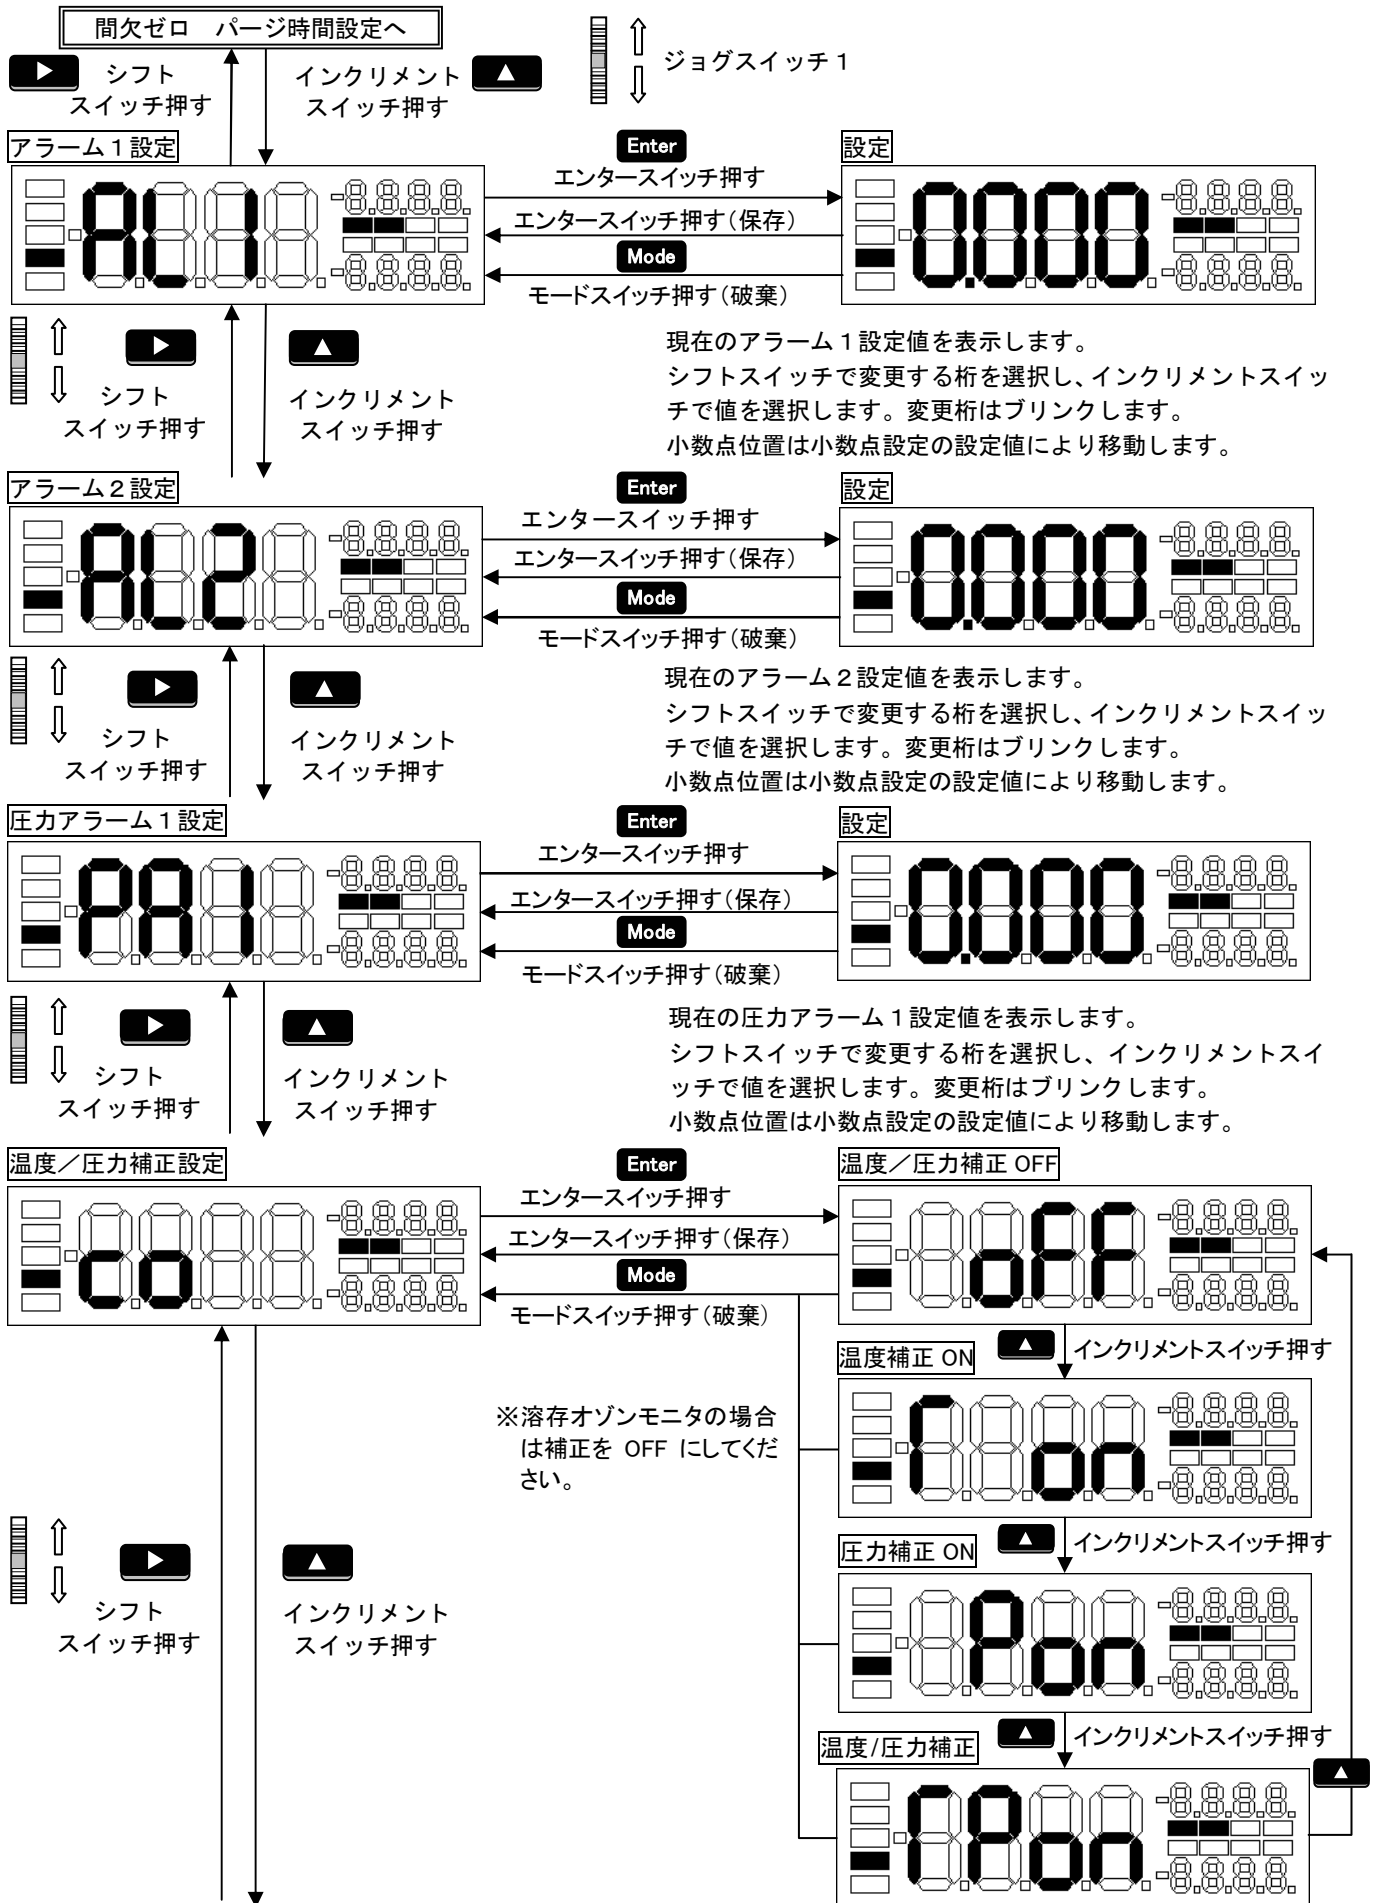 間欠ゼロ　パージ時間設定へ
ジョグスイッチ1
シフト
スイッチ押す
インクリメント
スイッチ押す
アラーム1設定
Enter
エンタースイッチ押す
エンタースイッチ押す(保存)
Mode
モードスイッチ押す(破棄)
設定
AL1
0.000
シフト
スイッチ押す
インクリメント
スイッチ押す
現在のアラーム1設定値を表示します。
シフトスイッチで変更する桁を選択し、インクリメントスイッ
チで値を選択します。変更桁はブリンクします。
小数点位置は小数点設定の設定値により移動します。
アラーム2設定
Enter
エンタースイッチ押す
エンタースイッチ押す(保存)
Mode
モードスイッチ押す(破棄)
設定
AL2
0.000
シフト
スイッチ押す
インクリメント
スイッチ押す
現在のアラーム2設定値を表示します。
シフトスイッチで変更する桁を選択し、インクリメントスイッ
チで値を選択します。変更桁はブリンクします。
小数点位置は小数点設定の設定値により移動します。
圧力アラーム1設定
Enter
エンタースイッチ押す
エンタースイッチ押す(保存)
Mode
モードスイッチ押す(破棄)
設定
PA1
0.000
シフト
スイッチ押す
インクリメント
スイッチ押す
現在の圧力アラーム1設定値を表示します。
シフトスイッチで変更する桁を選択し、インクリメントスイ
ッチで値を選択します。変更桁はブリンクします。
小数点位置は小数点設定の設定値により移動します。
温度／圧力補正設定
Enter
エンタースイッチ押す
エンタースイッチ押す(保存)
Mode
モードスイッチ押す(破棄)
温度／圧力補正 OFF
co
oFF
インクリメントスイッチ押す
温度補正 ON
Γ on
※溶存オゾンモニタの場合
は補正を OFF にしてくだ
さい。
インクリメントスイッチ押す
圧力補正 ON
Pon
シフト
スイッチ押す
インクリメント
スイッチ押す
インクリメントスイッチ押す
温度/圧力補正
ΓPon